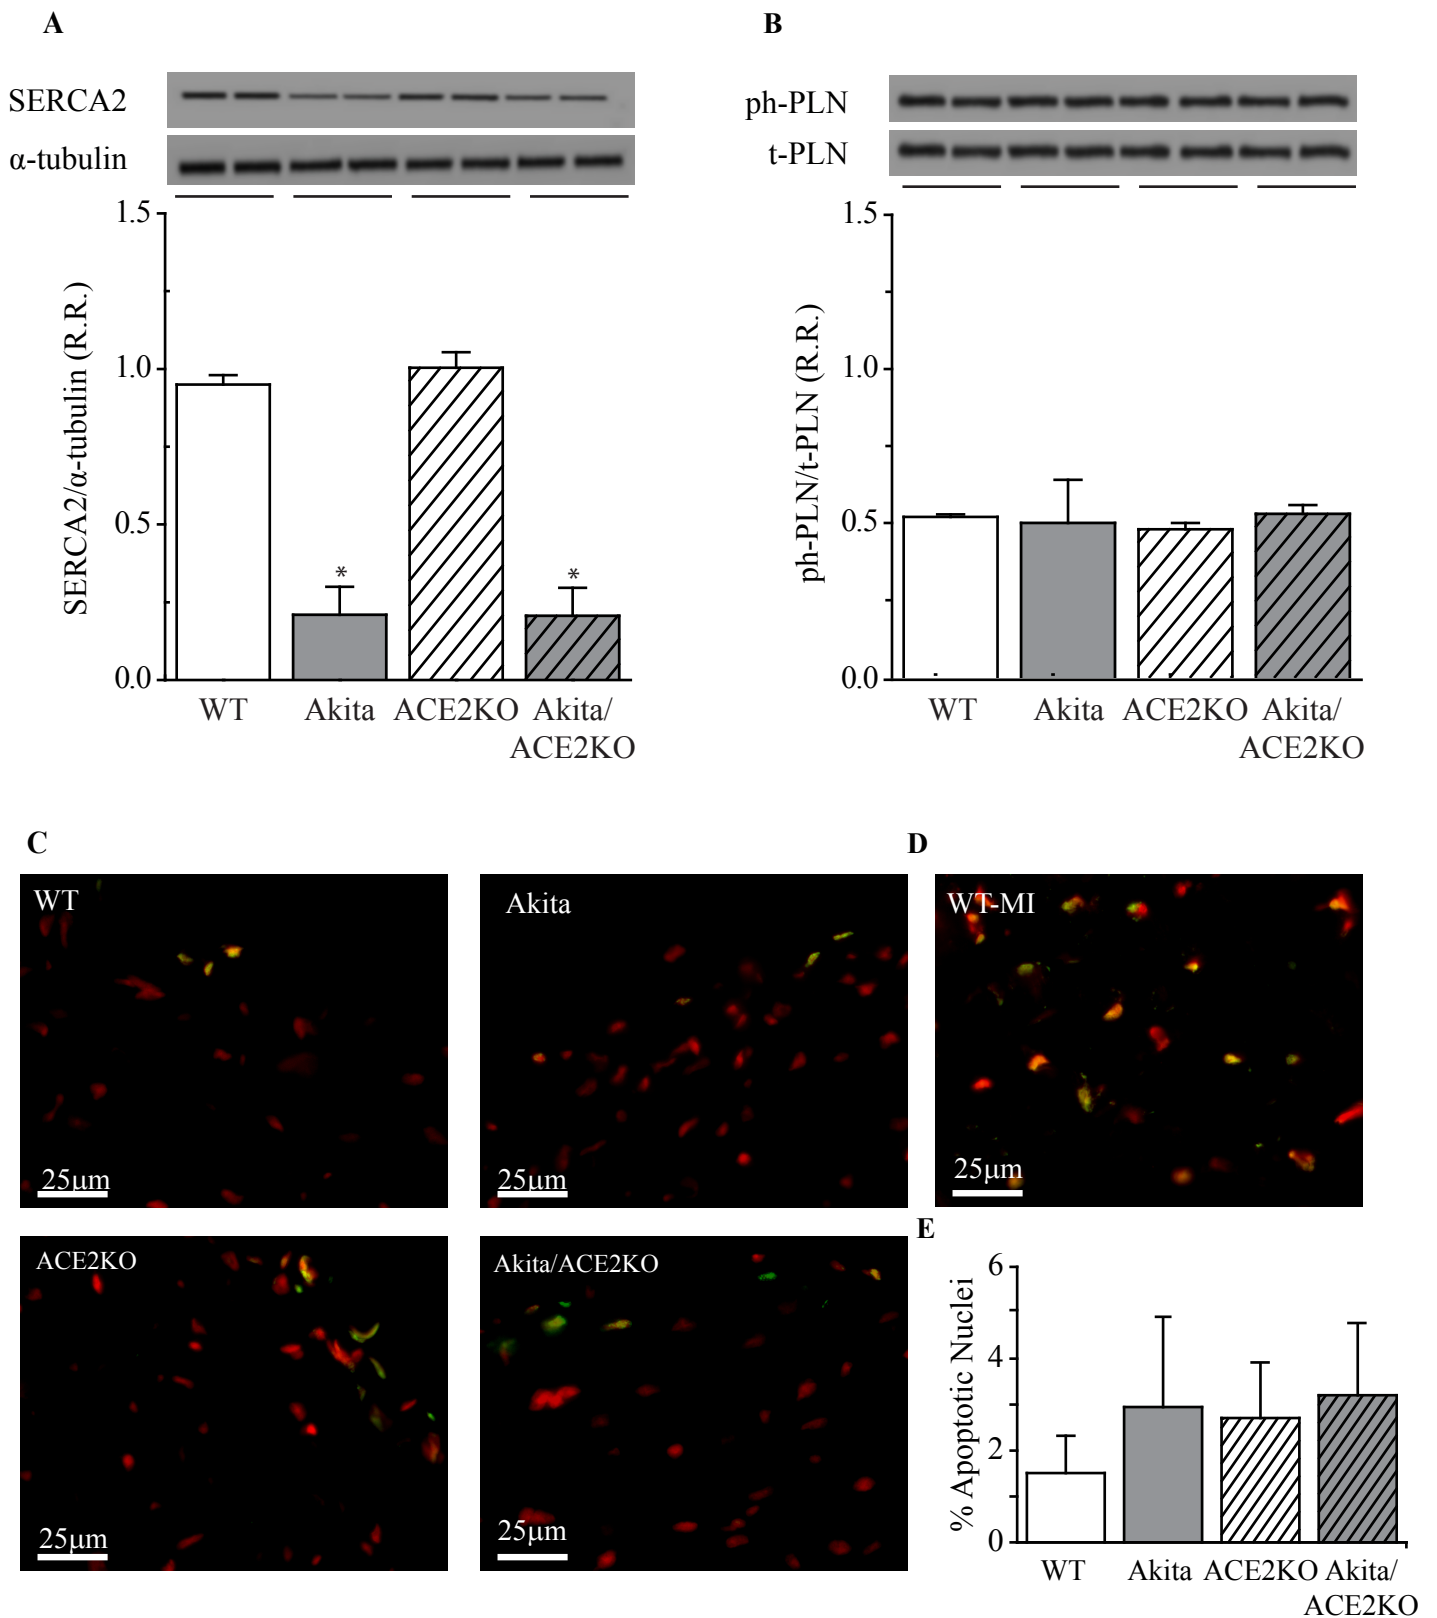 A
SERCA2
α-tubulin
1.5
1.0
0.5
0.0
SERCA2/α-tubulin (R.R.)
*
*
WT Akita ACE2KO Akita/
ACE2KO
B
ph-PLN
t-PLN
1.5
1.0
0.5
0.0
ph-PLN/t-PLN (R.R.)
WT Akita ACE2KO Akita/
ACE2KO
C
WT
25µm
Akita
25µm
ACE2KO
25µm
Akita/ACE2KO
25µm
D
WT-MI
25µm
E
6
4
2
0
% Apoptotic Nuclei
WT Akita ACE2KO Akita/
ACE2KO